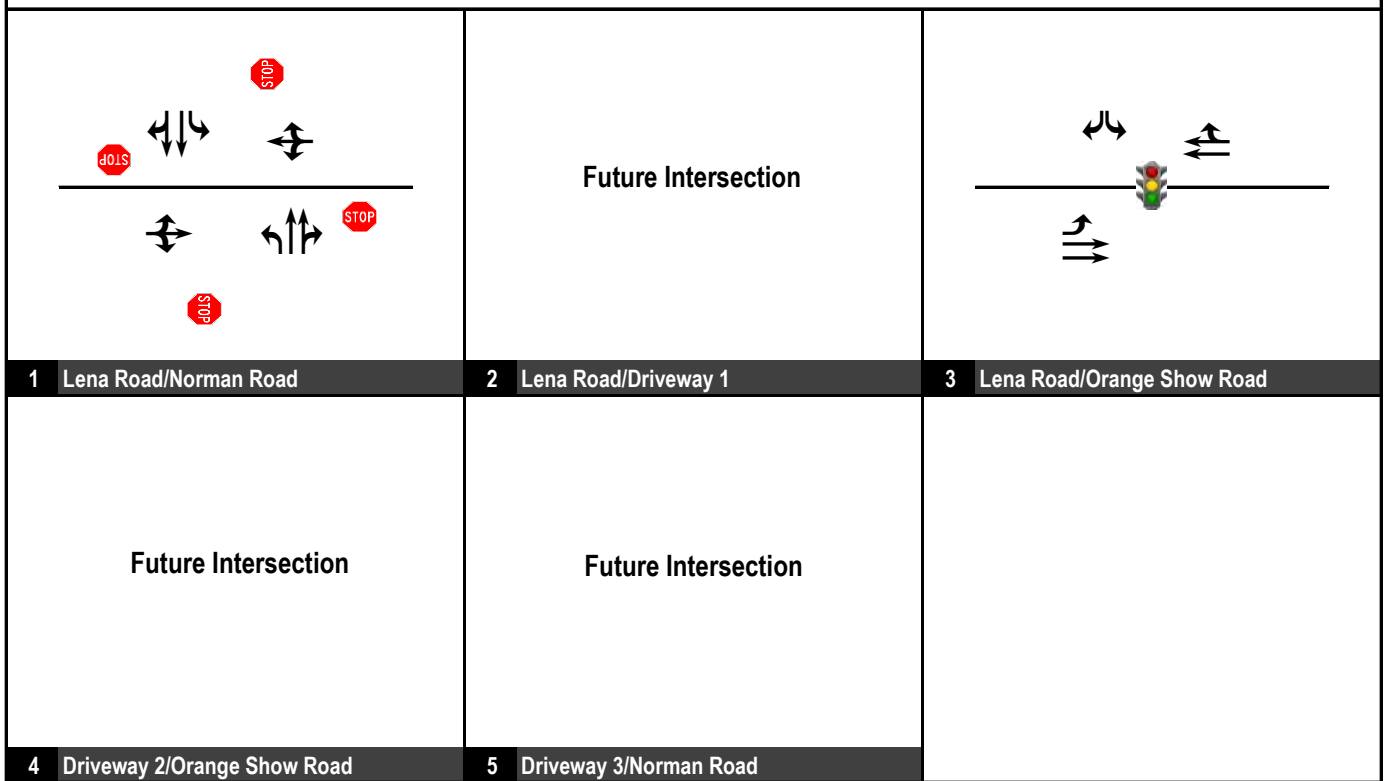 STOP
STOP
STOP
STOP
Future Intersection
1 Lena Road/Norman Road
2 Lena Road/Driveway 1
3 Lena Road/Orange Show Road
Future Intersection
Future Intersection
4 Driveway 2/Orange Show Road
5 Driveway 3/Norman Road